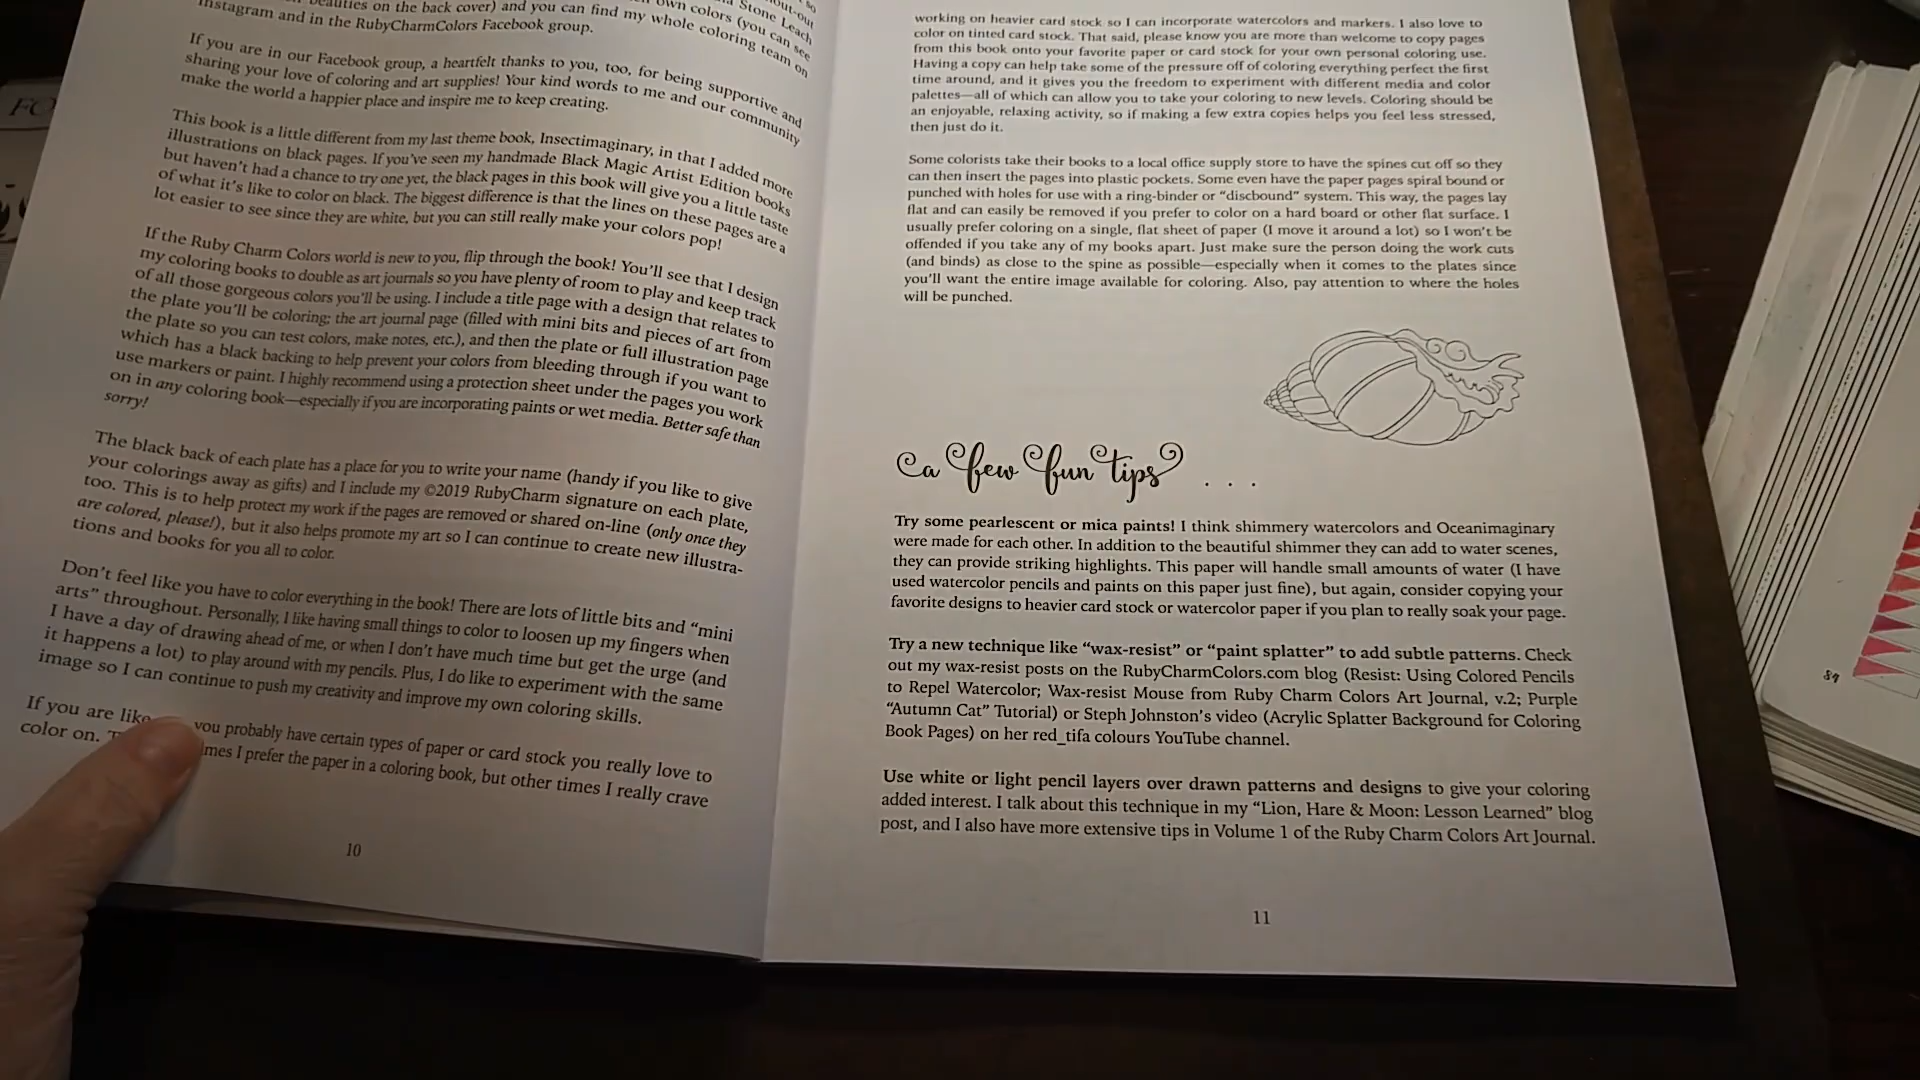 own colors (you can see
beauties on the back cover) and you can find my whole coloring team on
Instagram and in the RubyCharmColors Facebook group.
If you are in our Facebook group, a heartfelt thanks to you, too, for being supportive and
sharing your love of coloring and art supplies! Your kind words to me and our community
make the world a happier place and inspire me to keep creating.
This book is a little different from my last theme book, Insectimaginary, in that I added more
illustrations on black pages. If you've seen my handmade Black Magic Artist Edition books
but haven't had a chance to try one yet, the black pages in this book will give you a little taste
of what it's like to color on black. The biggest difference is that the lines on these pages are a
lot easier to see since they are white, but you can still really make your colors pop!
If the Ruby Charm Colors world is new to you, flip through the book! You'll see that I design
my coloring books to double as art journals so you have plenty of room to play and keep track
of all those gorgeous colors you'll be using. I include a title page with a design that relates to
the plate you'll be coloring; the art journal page (filled with mini bits and pieces of art from
the plate so you can test colors, make notes, etc.), and then the plate or full illustration page
which has a black backing to help prevent your colors from bleeding through if you want to
use markers or paint. I highly recommend using a protection sheet under the pages you work
on in any coloring book—especially if you are incorporating paints or wet media. Better safe than
sorry!
The black back of each plate has a place for you to write your name (handy if you like to give
your colorings away as gifts) and I include my ©2019 RubyCharm signature on each plate,
too. This is to help protect my work if the pages are removed or shared on-line (only once they
are colored, please!), but it also helps promote my art so I can continue to create new illustra-
tions and books for you all to color.
Don't feel like you have to color everything in the book! There are lots of little bits and "mini
arts" throughout. Personally, I like having small things to color to loosen up my fingers when
I have a day of drawing ahead of me, or when I don't have much time but get the urge (and
it happens a lot) to play around with my pencils. Plus, I do like to experiment with the same
image so I can continue to push my creativity and improve my own coloring skills.
If you are like you probably have certain types of paper or card stock you really love to
color on. I prefer the paper in a coloring book, but other times I really crave
10
working on heavier card stock so I can incorporate watercolors and markers. I also love to
color on tinted card stock. That said, please know you are more than welcome to copy pages
from this book onto your favorite paper or card stock for your own personal coloring use.
Having a copy can help take some of the pressure off of coloring everything perfect the first
time around, and it gives you the freedom to experiment with different media and color
palettes—all of which can allow you to take your coloring to new levels. Coloring should be
an enjoyable, relaxing activity, so if making a few extra copies helps you feel less stressed,
then just do it.
Some colorists take their books to a local office supply store to have the spines cut off so they
can then insert the pages into plastic pockets. Some even have the paper pages spiral bound or
punched with holes for use with a ring-binder or "discbound" system. This way, the pages lay
flat and can easily be removed if you prefer to color on a hard board or other flat surface. I
usually prefer coloring on a single, flat sheet of paper (I move it around a lot) so I won't be
offended if you take any of my books apart. Just make sure the person doing the work cuts
(and binds) as close to the spine as possible—especially when it comes to the plates since
you'll want the entire image available for coloring. Also, pay attention to where the holes
will be punched.
a few fun tips . . .
Try some pearlescent or mica paints! I think shimmery watercolors and Oceanimaginary
were made for each other. In addition to the beautiful shimmer they can add to water scenes,
they can provide striking highlights. This paper will handle small amounts of water (I have
used watercolor pencils and paints on this paper just fine), but again, consider copying your
favorite designs to heavier card stock or watercolor paper if you plan to really soak your page.
Try a new technique like "wax-resist" or "paint splatter" to add subtle patterns. Check
out my wax-resist posts on the RubyCharmColors.com blog (Resist: Using Colored Pencils
to Repel Watercolor; Wax-resist Mouse from Ruby Charm Colors Art Journal, v.2; Purple
"Autumn Cat" Tutorial) or Steph Johnston's video (Acrylic Splatter Background for Coloring
Book Pages) on her red_tifa colours YouTube channel.
Use white or light pencil layers over drawn patterns and designs to give your coloring
added interest. I talk about this technique in my "Lion, Hare & Moon: Lesson Learned" blog
post, and I also have more extensive tips in Volume 1 of the Ruby Charm Colors Art Journal.
11
84